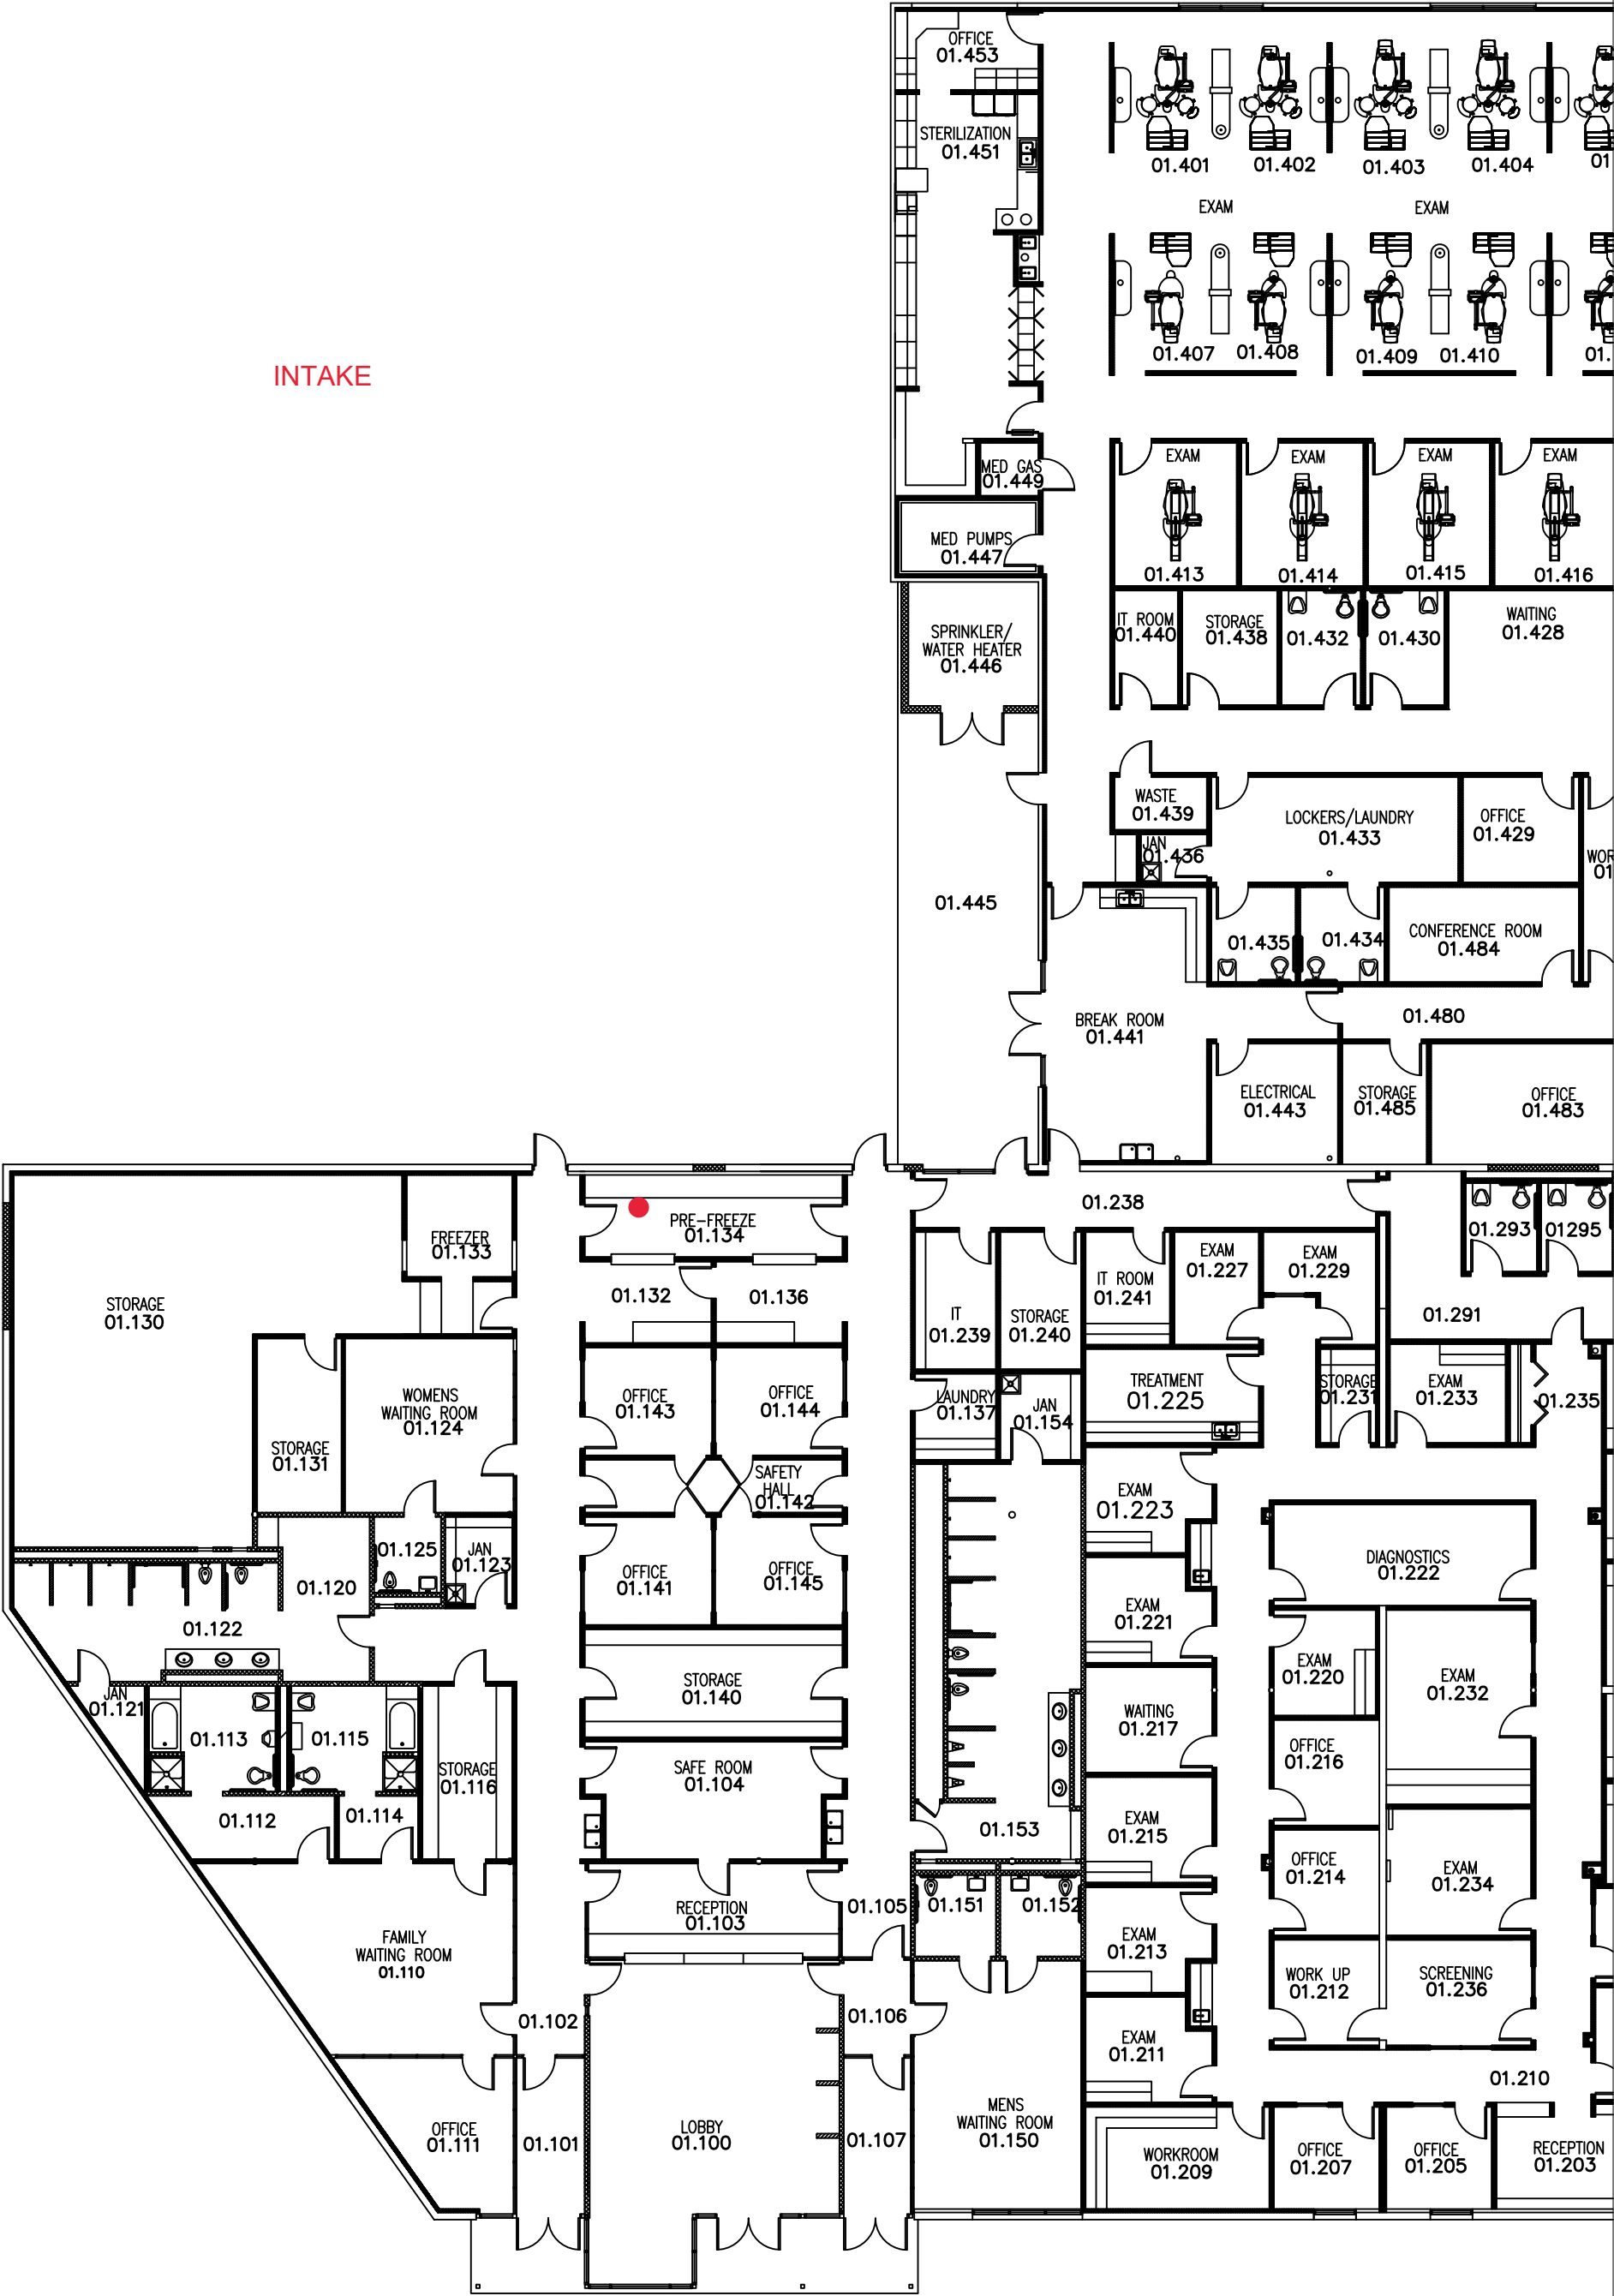 OFFICE
01.453
STERILIZATION
01.451
01.401
01.402
01.403
01.404
01
EXAM
EXAM
01.407
01.408
01.409
01.410
01.
INTAKE
MED GAS
01.449
EXAM
01.413
EXAM
01.414
EXAM
01.415
EXAM
01.416
MED PUMPS
01.447
SPRINKLER/
WATER HEATER
01.446
IT ROOM
01.440
STORAGE
01.438
01.432
01.430
WAITING
01.428
WASTE
01.439
JAN
01.436
LOCKERS/LAUNDRY
01.433
OFFICE
01.429
WOR
01
01.445
01.435
01.434
CONFERENCE ROOM
01.484
BREAK ROOM
01.441
01.480
ELECTRICAL
01.443
STORAGE
01.485
OFFICE
01.483
STORAGE
01.130
FREEZER
01.133
PRE-FREEZE
01.134
01.132
01.136
01.238
01.293
01295
IT
01.239
STORAGE
01.240
IT ROOM
01.241
EXAM
01.227
EXAM
01.229
01.291
STORAGE
01.131
WOMENS
WAITING ROOM
01.124
OFFICE
01.143
OFFICE
01.144
LAUNDRY
01.137
JAN
01.154
TREATMENT
01.225
STORAGE
01.231
EXAM
01.233
01.235
SAFETY
HALL
01.142
EXAM
01.223
01.120
01.125
JAN
01.123
OFFICE
01.141
OFFICE
01.145
DIAGNOSTICS
01.222
01.122
EXAM
01.221
EXAM
01.220
EXAM
01.232
JAN
01.121
01.113
01.115
STORAGE
01.116
STORAGE
01.140
WAITING
01.217
OFFICE
01.216
SAFE ROOM
01.104
01.112
01.114
01.153
EXAM
01.215
OFFICE
01.214
EXAM
01.234
RECEPTION
01.103
01.105
01.151
01.152
FAMILY
WAITING ROOM
01.110
EXAM
01.213
WORK UP
01.212
SCREENING
01.236
01.102
01.106
EXAM
01.211
01.210
OFFICE
01.111
01.101
LOBBY
01.100
01.107
MENS
WAITING ROOM
01.150
WORKROOM
01.209
OFFICE
01.207
OFFICE
01.205
RECEPTION
01.203